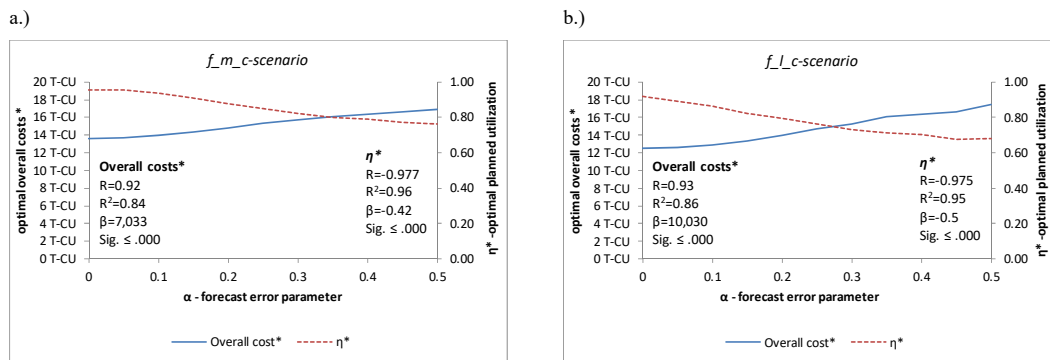 a.)
f_m_c-scenario
optimal overall costs *
20 T-CU
18 T-CU
16 T-CU
14 T-CU
12 T-CU
10 T-CU
8 T-CU
6 T-CU
4 T-CU
2 T-CU
0 T-CU
1.00
0.80
0.60
0.40
0.20
0.00
η* -optimal planned utilization
Overall costs*
R=0.92
R²=0.84
β=7,033
Sig. ≤ .000
η*
R=-0.977
R²=0.96
β=-0.42
Sig. ≤ .000
0 0.1 0.2 0.3 0.4 0.5
α - forecast error parameter
Overall cost* η*
b.)
f_l_c-scenario
optimal overall costs *
20 T-CU
18 T-CU
16 T-CU
14 T-CU
12 T-CU
10 T-CU
8 T-CU
6 T-CU
4 T-CU
2 T-CU
0 T-CU
1.00
0.80
0.60
0.40
0.20
0.00
η* -optimal planned utilization
Overall costs*
R=0.93
R²=0.86
β=10,030
Sig. ≤ .000
η*
R=-0.975
R²=0.95
β=-0.5
Sig. ≤ .000
0 0.1 0.2 0.3 0.4 0.5
α - forecast error parameter
Overall cost* η*